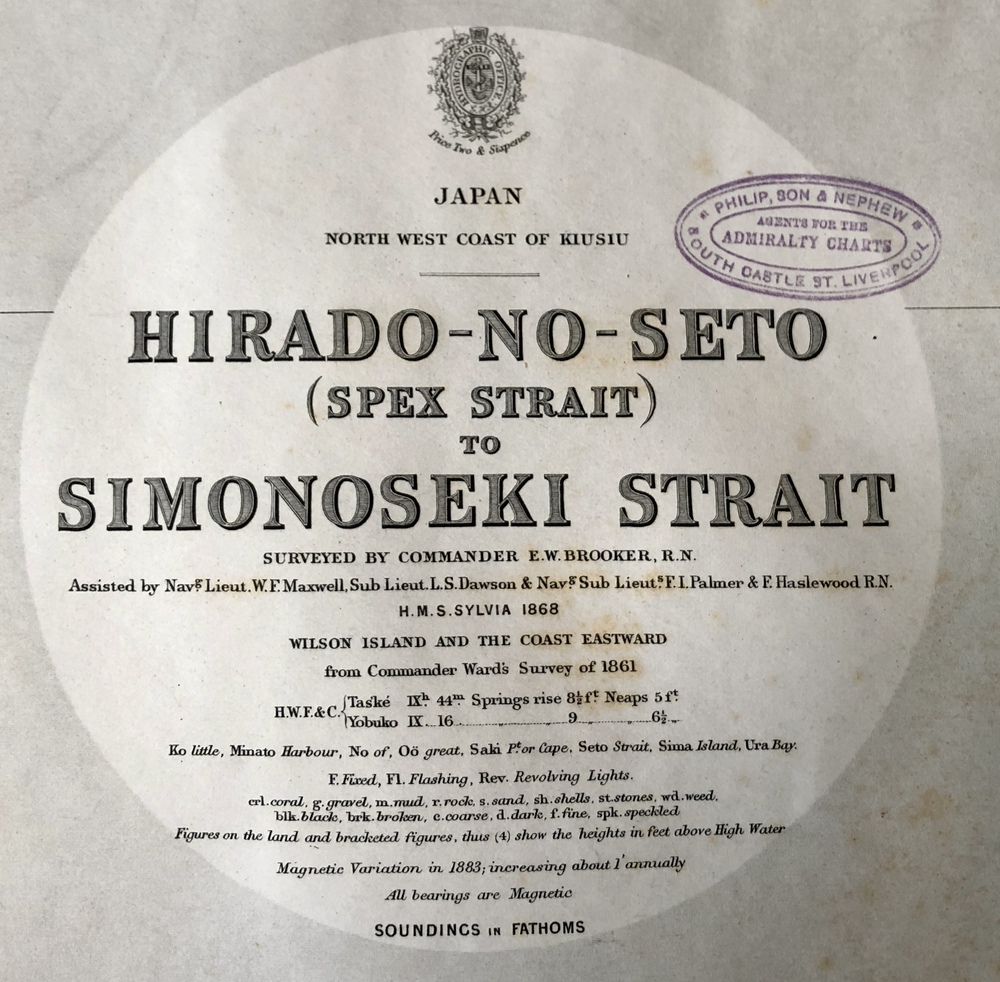 HYDROGRAPHIC OFFICE
Price Two & Sixpence
JAPAN
NORTH WEST COAST OF KIUSIU
PHILIP, SON & NEPHEW
AGENTS FOR THE
ADMIRALTY CHARTS
SOUTH CASTLE ST. LIVERPOOL
HIRADO-NO-SETO
(SPEX STRAIT)
TO
SIMONOSEKI STRAIT
SURVEYED BY COMMANDER E.W. BROOKER, R.N.
Assisted by Navg Lieut. W.F. Maxwell, Sub Lieut. L.S. Dawson & Navg Sub Lieuts F.I. Palmer & F. Haslewood R.N.
H.M.S. SYLVIA 1868
WILSON ISLAND AND THE COAST EASTWARD
from Commander Ward's Survey of 1861
H.W.F.&C. Taské IXh. 44m. Springs rise 8½ ft. Neaps 5 ft.
Yobuko IX. 16 ........ „ ........ 9 ........ „ ........ 6½ „
Ko little, Minato Harbour, No of, Oö great, Saki Pt. or Cape, Seto Strait, Sima Island, Ura Bay.
F. Fixed, Fl. Flashing, Rev. Revolving Lights.
crl. coral, g. gravel, m. mud, r. rock, s. sand, sh. shells, st. stones, wd. weed,
blk. black, brk. broken, c. coarse, d. dark, f. fine, spk. speckled
Figures on the land and bracketed figures, thus (4) show the heights in feet above High Water
Magnetic Variation in 1883; increasing about 1' annually
All bearings are Magnetic
SOUNDINGS IN FATHOMS